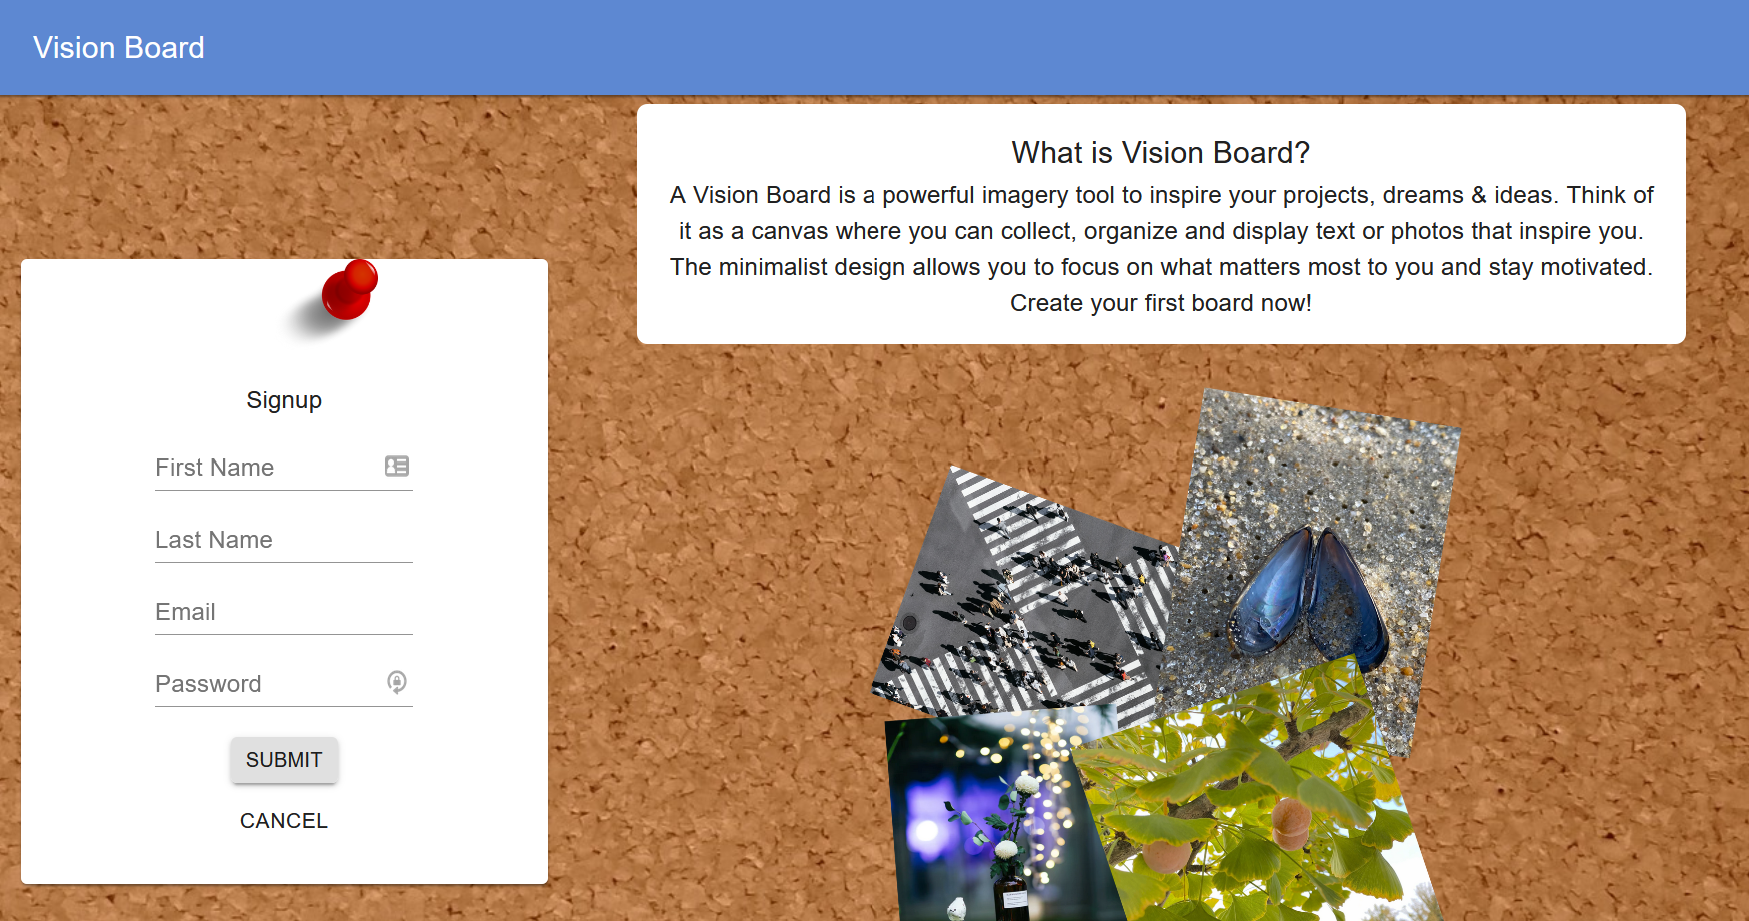 Vision Board
What is Vision Board?
A Vision Board is a powerful imagery tool to inspire your projects, dreams & ideas. Think of
it as a canvas where you can collect, organize and display text or photos that inspire you.
The minimalist design allows you to focus on what matters most to you and stay motivated.
Create your first board now!
Signup
First Name
Last Name
Email
Password
SUBMIT
CANCEL